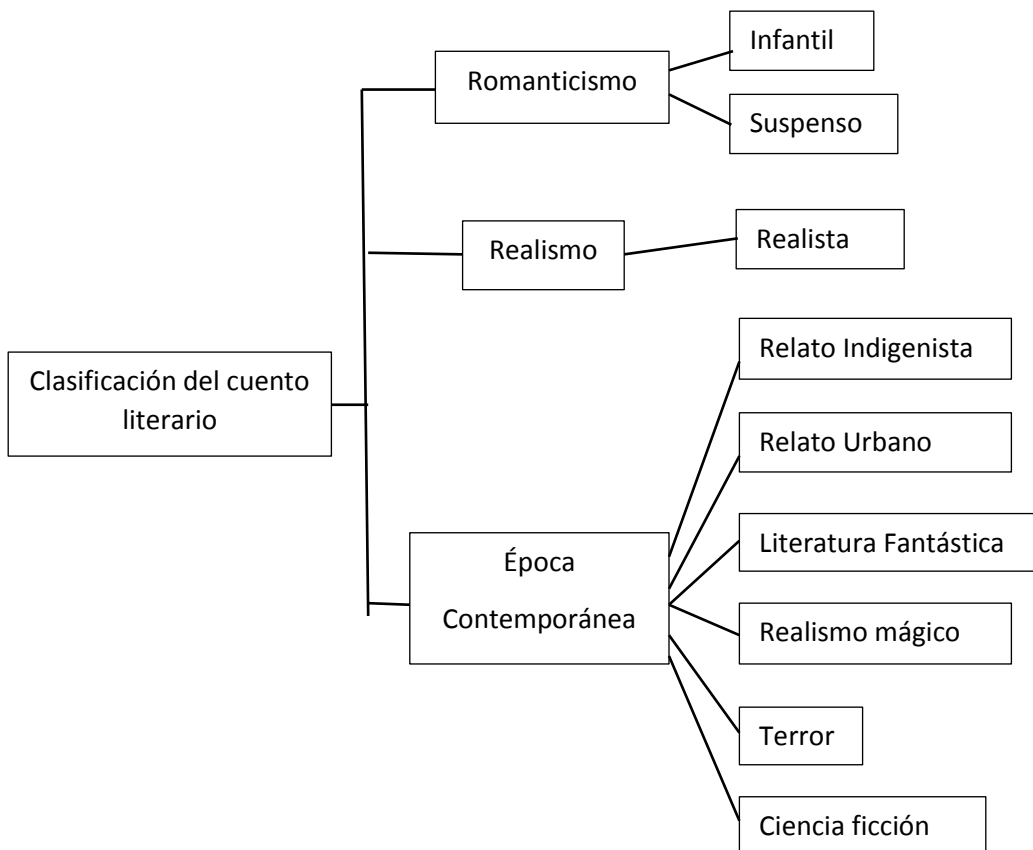 Infantil
Romanticismo
Suspenso
Realista
Realismo
Relato Indigenista
Clasificación del cuento
literario
Relato Urbano
Literatura Fantástica
Época
Contemporánea
Realismo mágico
Terror
Ciencia ficción